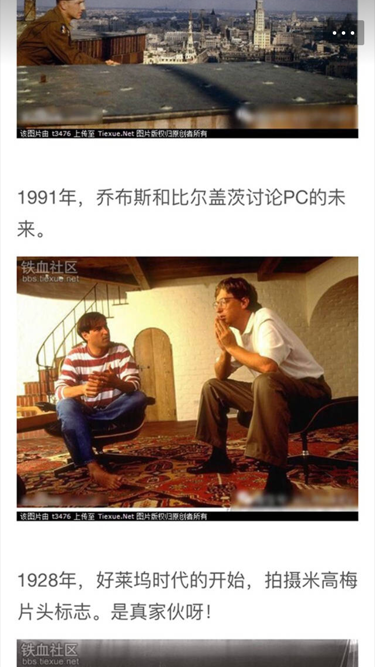 该图片由 t3476 上传至 Tiexue.Net 图片版权归原创者所有
1991年，乔布斯和比尔盖茨讨论PC的未
来。
铁血社区
bbs.tiexue.net
该图片由 t3476 上传至 Tiexue.Net 图片版权归原创者所有
1928年，好莱坞时代的开始，拍摄米高梅
片头标志。是真家伙呀！
铁血社区
bbs.tiexue.net